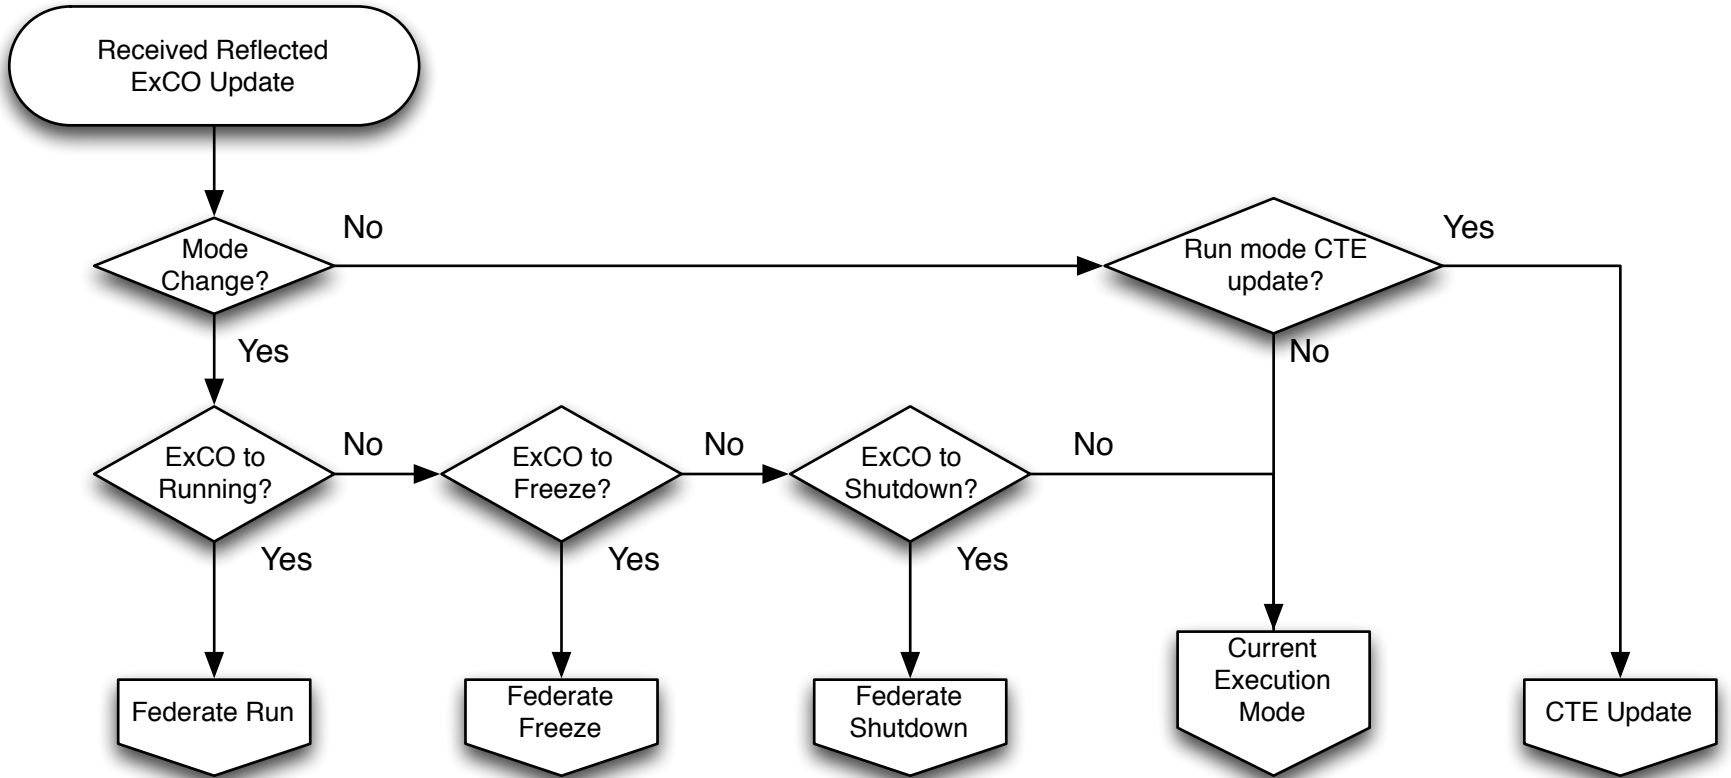 Received Reflected
ExCO Update
No
Yes
Mode
Change?
Run mode CTE
update?
Yes
No
ExCO to
Running?
No
ExCO to
Freeze?
No
ExCO to
Shutdown?
No
Yes
Yes
Yes
Federate Run
Federate
Freeze
Federate
Shutdown
Current
Execution
Mode
CTE Update